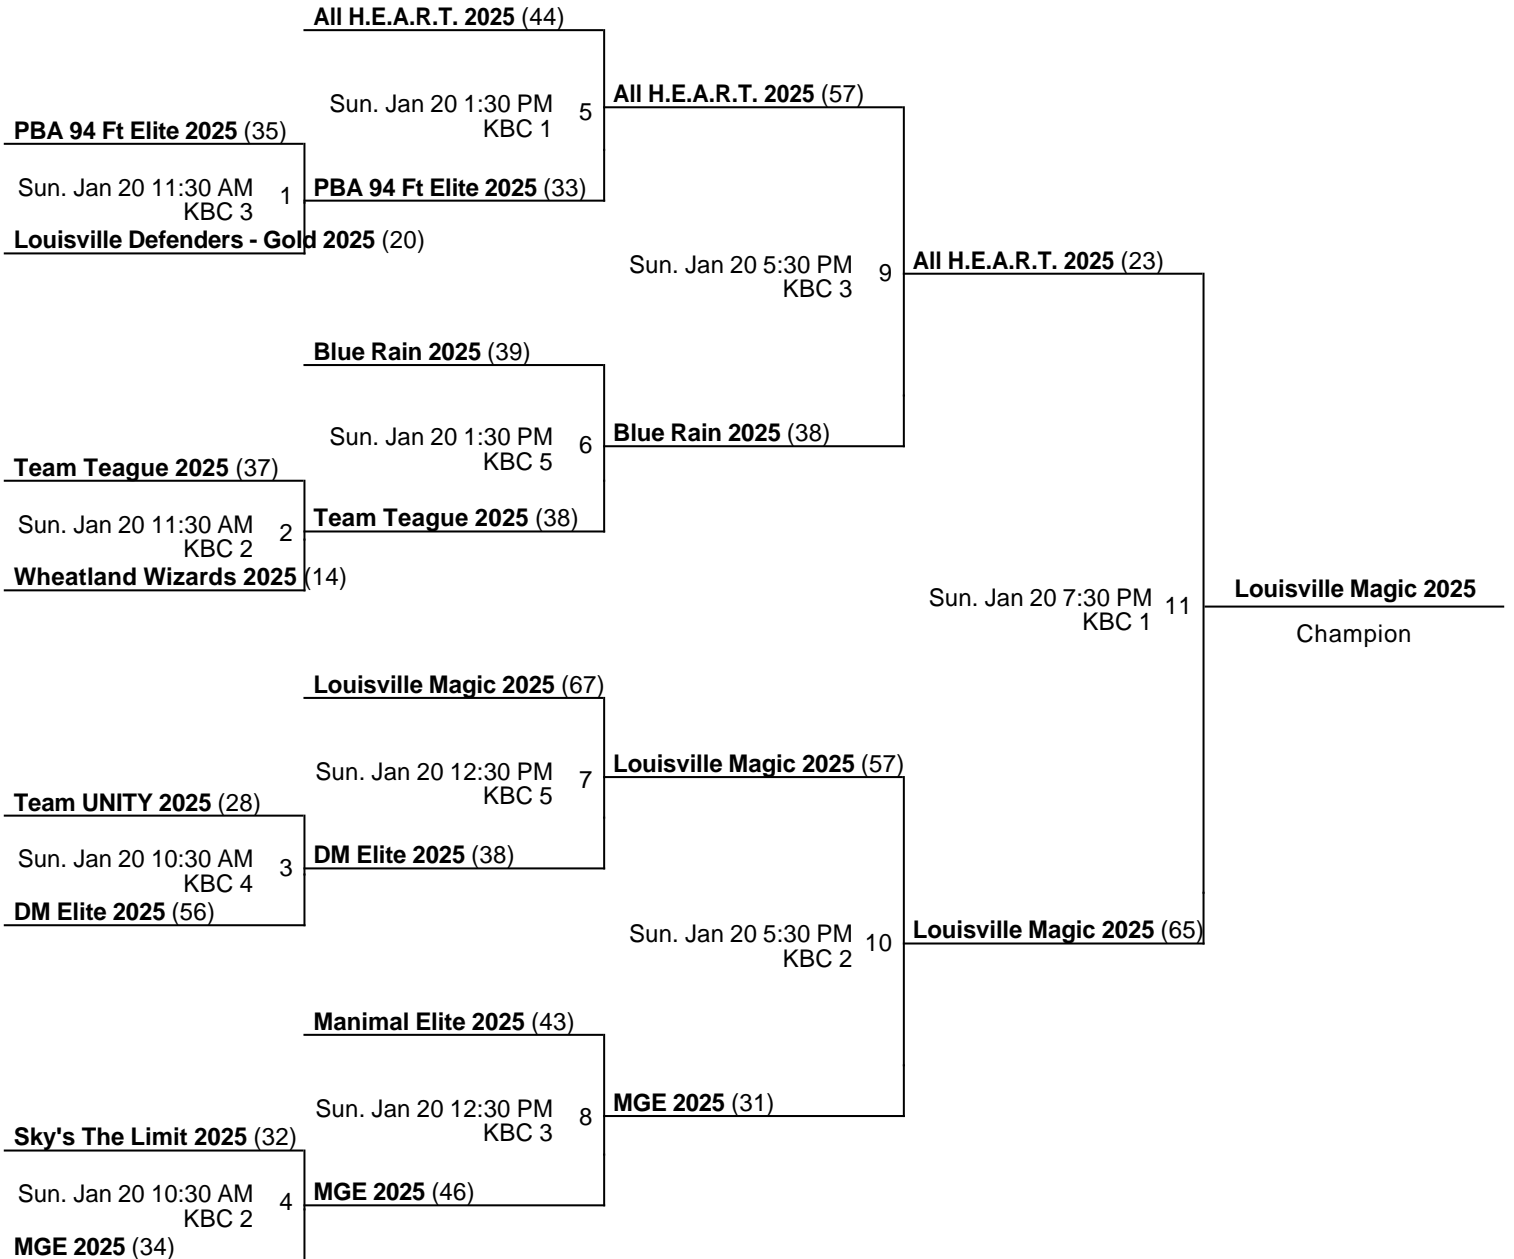 All H.E.A.R.T. 2025 (44)
Sun. Jan 20 1:30 PM 5
KBC 1
All H.E.A.R.T. 2025 (57)
PBA 94 Ft Elite 2025 (35)
Sun. Jan 20 11:30 AM 1
KBC 3
PBA 94 Ft Elite 2025 (33)
Louisville Defenders - Gold 2025 (20)
Sun. Jan 20 5:30 PM 9
KBC 3
All H.E.A.R.T. 2025 (23)
Blue Rain 2025 (39)
Sun. Jan 20 1:30 PM 6
KBC 5
Blue Rain 2025 (38)
Team Teague 2025 (37)
Sun. Jan 20 11:30 AM 2
KBC 2
Team Teague 2025 (38)
Wheatland Wizards 2025 (14)
Sun. Jan 20 7:30 PM 11
KBC 1
Louisville Magic 2025
Champion
Louisville Magic 2025 (67)
Sun. Jan 20 12:30 PM 7
KBC 5
Louisville Magic 2025 (57)
Team UNITY 2025 (28)
Sun. Jan 20 10:30 AM 3
KBC 4
DM Elite 2025 (38)
DM Elite 2025 (56)
Sun. Jan 20 5:30 PM 10
KBC 2
Louisville Magic 2025 (65)
Manimal Elite 2025 (43)
Sun. Jan 20 12:30 PM 8
KBC 3
MGE 2025 (31)
Sky's The Limit 2025 (32)
Sun. Jan 20 10:30 AM 4
KBC 2
MGE 2025 (46)
MGE 2025 (34)